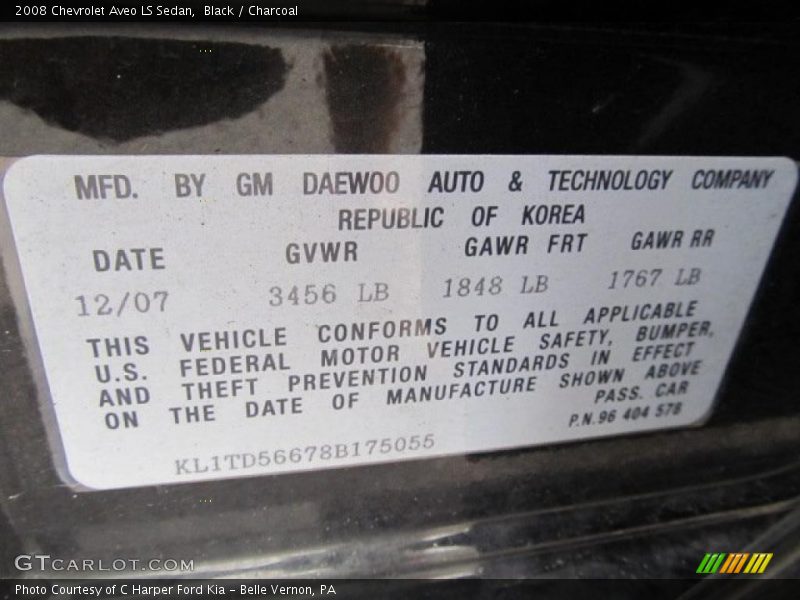 2008 Chevrolet Aveo LS Sedan, Black / Charcoal
MFD. BY GM DAEWOO AUTO & TECHNOLOGY COMPANY
REPUBLIC OF KOREA
DATE GVWR GAWR FRT GAWR RR
12/07 3456 LB 1848 LB 1767 LB
THIS VEHICLE CONFORMS TO ALL APPLICABLE
U.S. FEDERAL MOTOR VEHICLE SAFETY, BUMPER,
AND THEFT PREVENTION STANDARDS IN EFFECT
ON THE DATE OF MANUFACTURE SHOWN ABOVE
PASS. CAR
P.N.96 404 578
KL1TD56678B175055
GTCARLOT.COM
Photo Courtesy of C Harper Ford Kia - Belle Vernon, PA